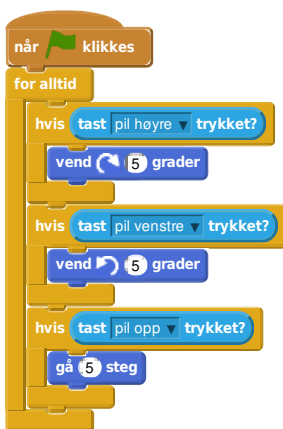 når klikkes
for alltid
hvis tast pil høyre trykket?
vend 5 grader
hvis tast pil venstre trykket?
vend 5 grader
hvis tast pil opp trykket?
gå 5 steg